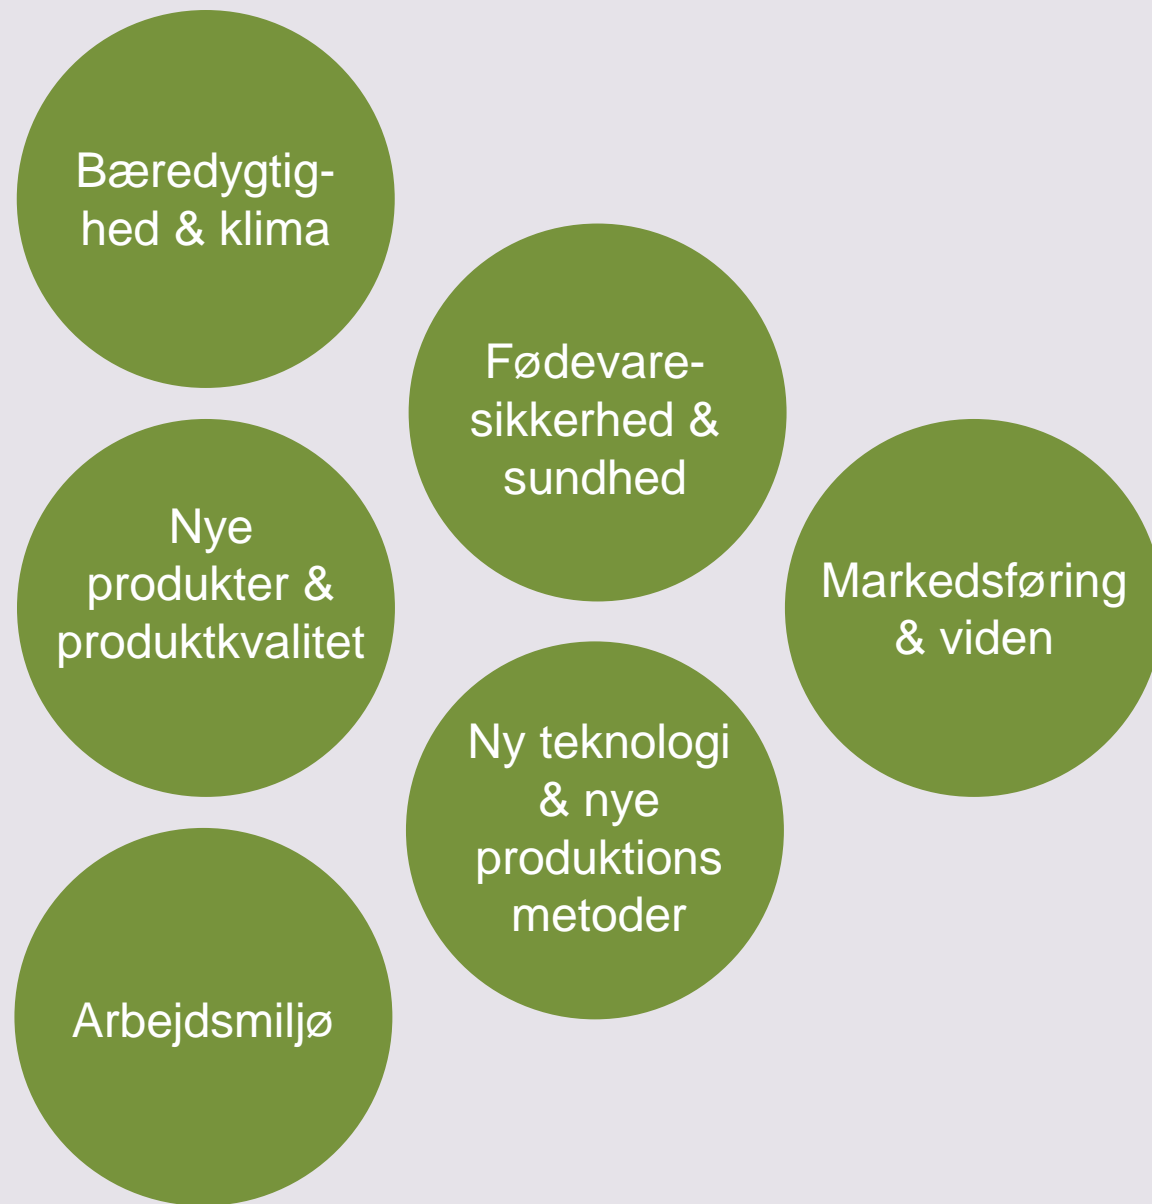 Bæredygtig-
hed & klima
Nye
produkter &
produktkvalitet
Arbejdsmiljø
Fødevare-
sikkerhed &
sundhed
Ny teknologi
& nye
produktions
metoder
Markedsføring
& viden